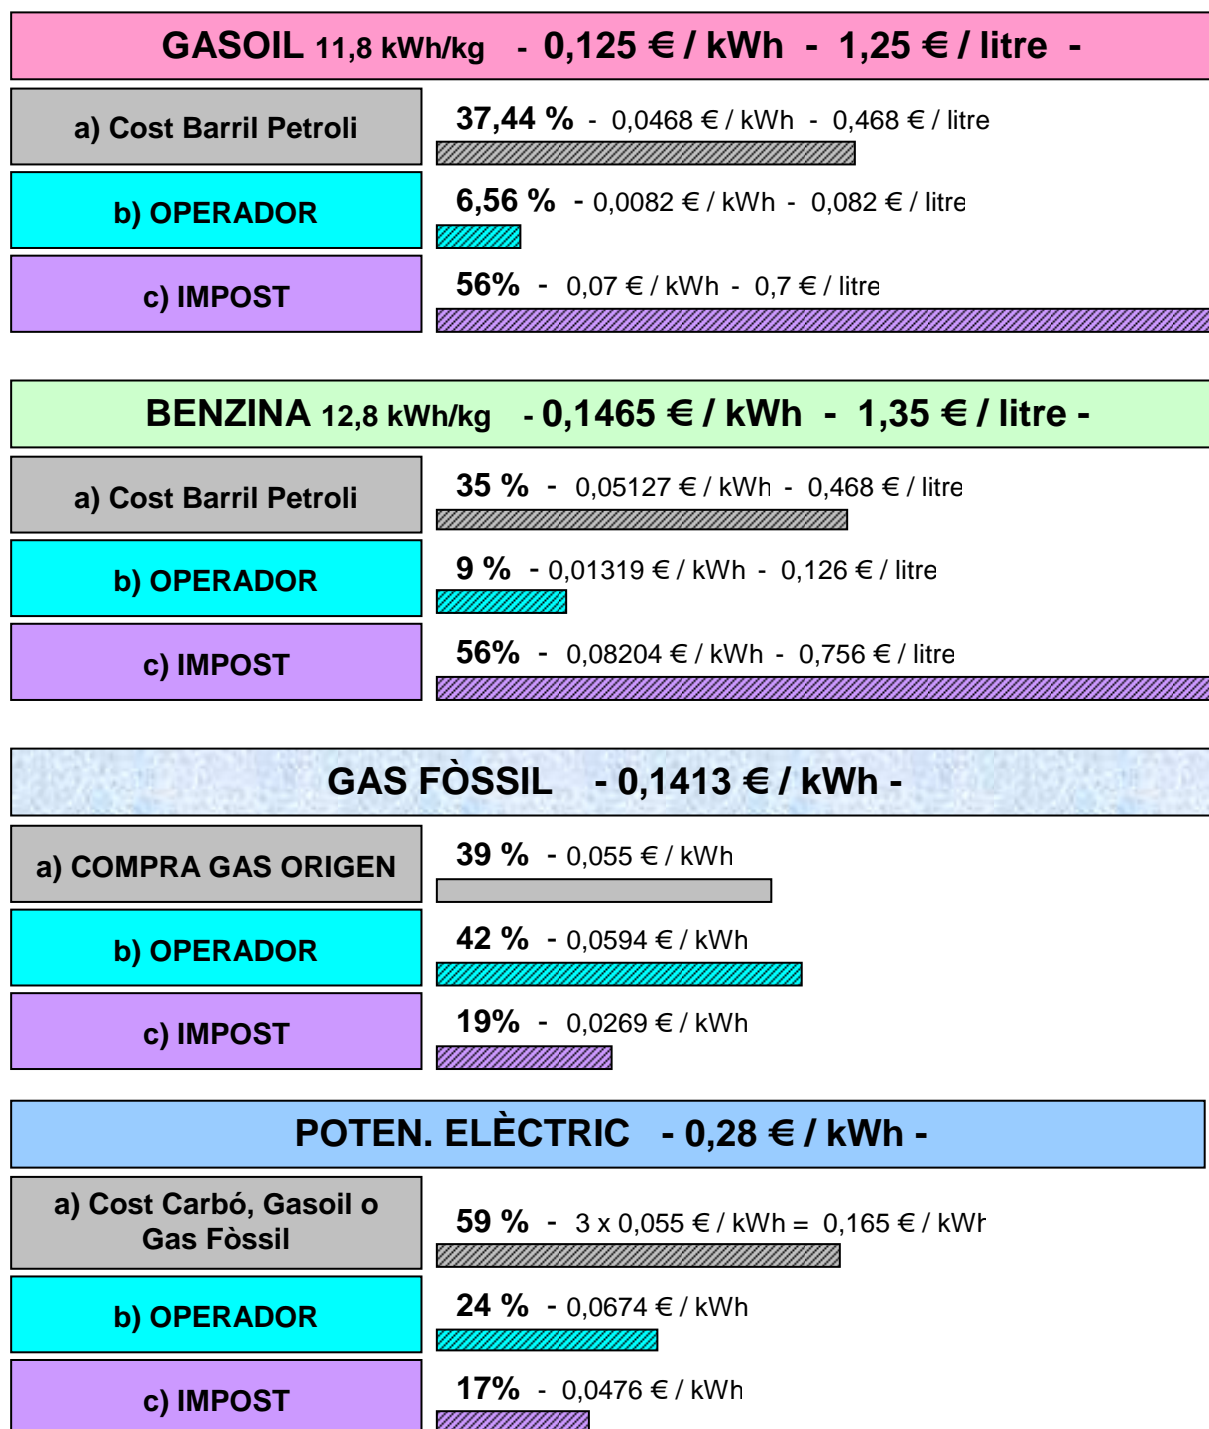 GASOIL 11,8 kWh/kg - 0,125 € / kWh - 1,25 € / litre -
a) Cost Barril Petroli
37,44 % - 0,0468 € / kWh - 0,468 € / litre
b) OPERADOR
6,56 % - 0,0082 € / kWh - 0,082 € / litre
c) IMPOST
56% - 0,07 € / kWh - 0,7 € / litre
BENZINA 12,8 kWh/kg - 0,1465 € / kWh - 1,35 € / litre -
a) Cost Barril Petroli
35 % - 0,05127 € / kWh - 0,468 € / litre
b) OPERADOR
9 % - 0,01319 € / kWh - 0,126 € / litre
c) IMPOST
56% - 0,08204 € / kWh - 0,756 € / litre
GAS FÒSSIL - 0,1413 € / kWh -
a) COMPRA GAS ORIGEN
39 % - 0,055 € / kWh
b) OPERADOR
42 % - 0,0594 € / kWh
c) IMPOST
19% - 0,0269 € / kWh
POTEN. ELÈCTRIC - 0,28 € / kWh -
a) Cost Carbó, Gasoil o
Gas Fòssil
59 % - 3 x 0,055 € / kWh = 0,165 € / kWh
b) OPERADOR
24 % - 0,0674 € / kWh
c) IMPOST
17% - 0,0476 € / kWh